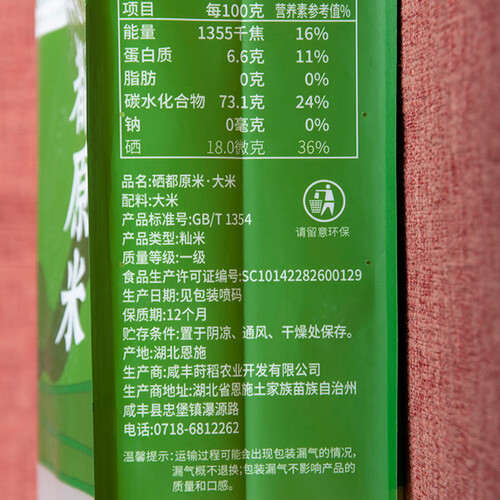 项目 每100克 营养素参考值%
能量 1355千焦 16%
蛋白质 6.6克 11%
脂肪 0克 0%
碳水化合物 73.1克 24%
钠 0毫克 0%
硒 18.0微克 36%
品名:硒都原米·大米
配料:大米
产品标准号:GB/T 1354
产品类型:籼米
质量等级:一级
请留意环保
食品生产许可证编号:SC10142282600129
生产日期:见包装喷码
保质期:12个月
贮存条件:置于阴凉、通风、干燥处保存。
产地:湖北恩施
生产商:咸丰莳稻农业开发有限公司
生产商地址:湖北省恩施土家族苗族自治州
咸丰县忠堡镇瀑源路
电话:0718-6812262
温馨提示:运输过程可能会出现包装漏气的情况,
漏气概不退换;包装漏气不影响产品的
质量和口感。
都原米